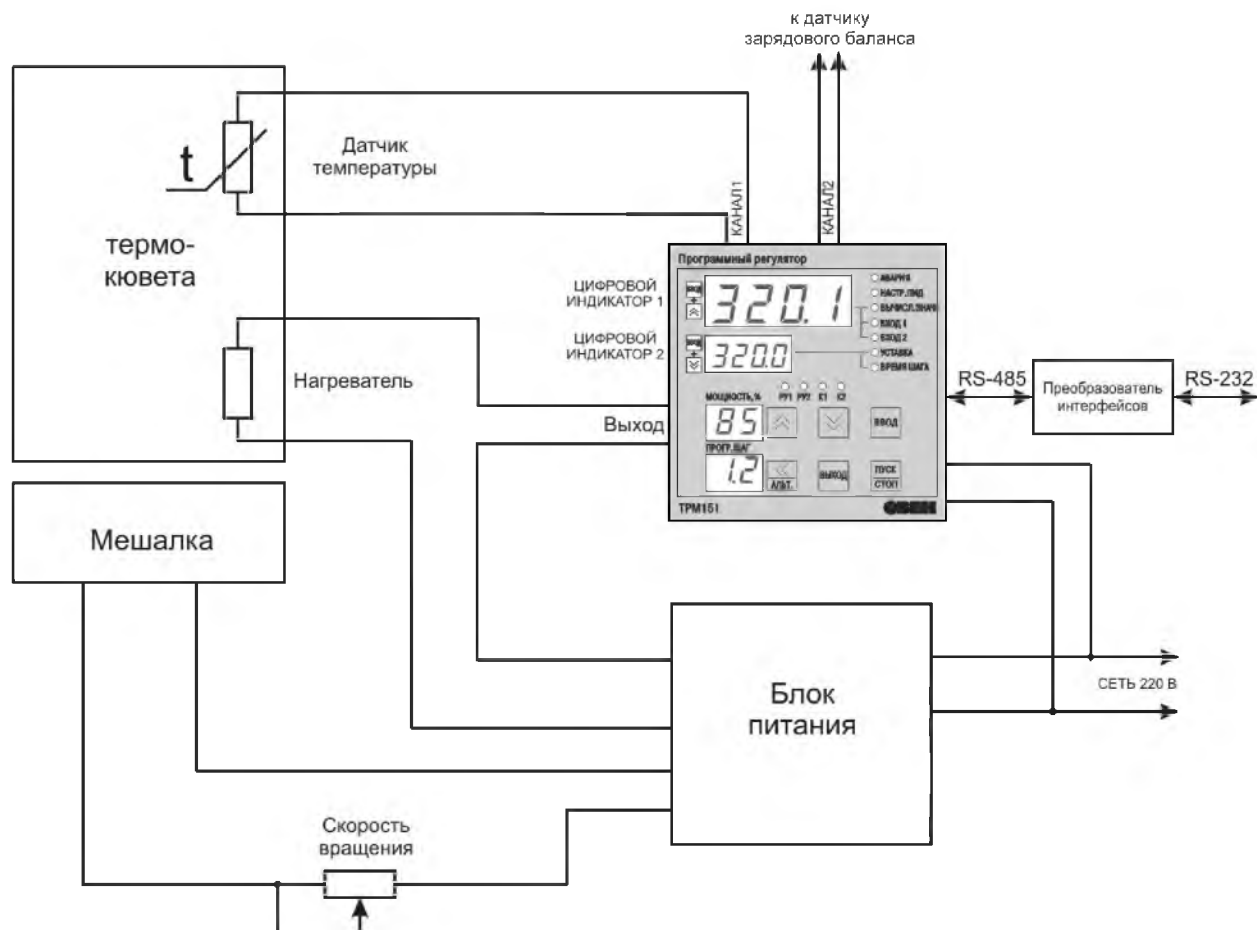 к датчику
зарядового баланса
Датчик
температуры
t
термо-
кювета
КАНАЛ1
КАНАЛ2
Программный регулятор
ЦИФРОВОЙ
ИНДИКАТОР 1
320.1
АВАРИЯ
НАСТР. ПИД
ВЫЧИСЛ. ЗНАЧ
ВХОД 1
ВХОД 2
ЦИФРОВОЙ
ИНДИКАТОР 2
320.0
УСТАВКА
ВРЕМЯ ШАГА
RS-485
Преобразователь
интерфейсов
RS-232
Нагреватель
МОЩНОСТЬ, %
РУ1 РУ2 К1 К2
Выход
85
ВВОД
ПРОГР. ШАГ
1.2
АЛЬТ.
ВЫХОД
ПУСК
СТОП
ТРМ151
ОВЕН
Мешалка
Блок
питания
СЕТЬ 220 В
Скорость
вращения